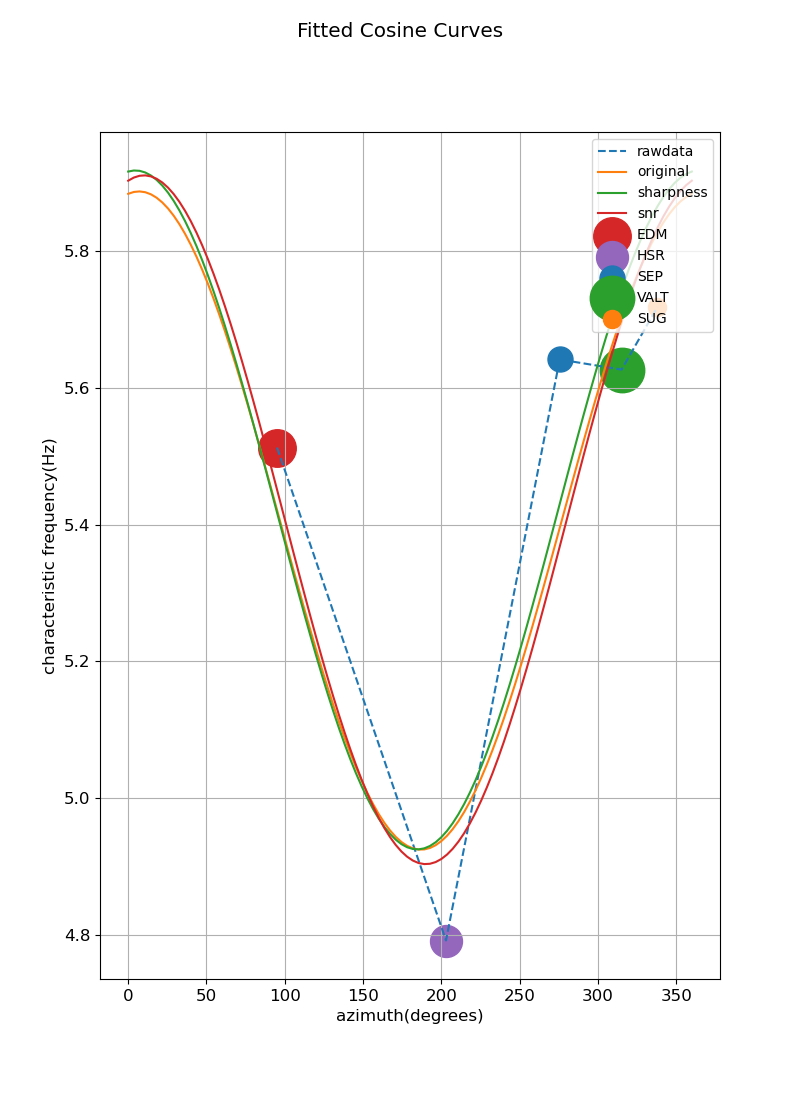 Fitted Cosine Curves
rawdata
original
sharpness
snr
EDM
HSR
SEP
VALT
SUG
characteristic frequency(Hz)
5.8
5.6
5.4
5.2
5.0
4.8
0 50 100 150 200 250 300 350
azimuth(degrees)